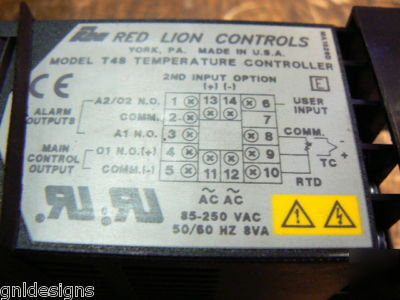 RED LION CONTROLS
YORK, PA. MADE IN U.S.A.
MODEL T48 TEMPERATURE CONTROLLER
CE
2ND INPUT OPTION
(+) (-)
ALARM OUTPUTS
A2/O2 N.O. 1 13 14 6 USER INPUT
COMM. 2 7
A1 N.O. 3 8 COMM.
MAIN CONTROL OUTPUT
O1 N.O.(+) 4 9 TC
COMM.(-) 5 11 12 10 RTD
AC AC
85-250 VAC
50/60 HZ 8VA
gnldesigns